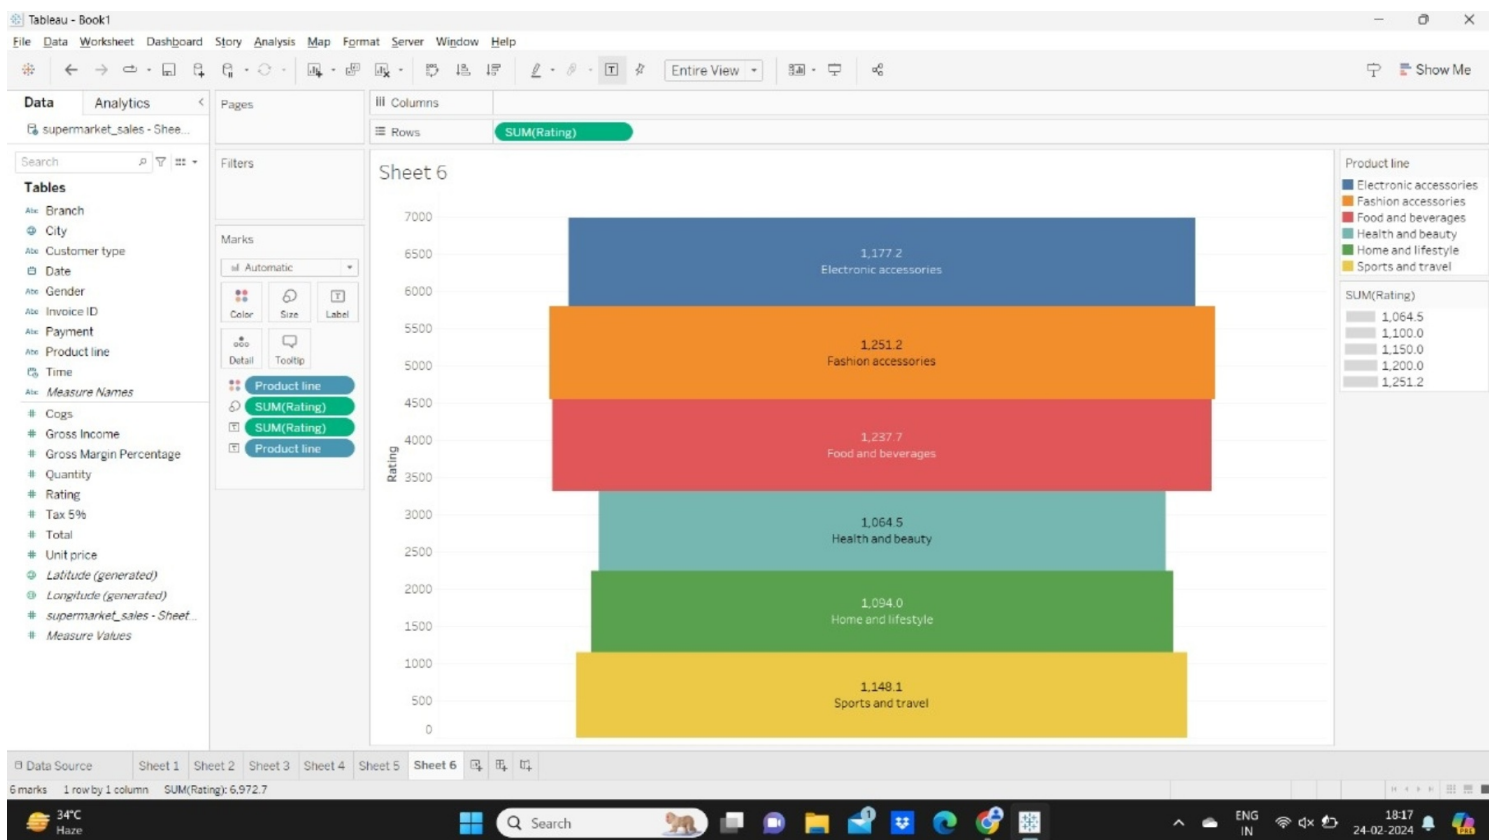 Tableau - Book1
File Data Worksheet Dashboard Story Analysis Map Format Server Window Help
Entire View
Show Me
Data Analytics
supermarket_sales - Shee...
Search
Tables
Abc Branch
City
Abc Customer type
Date
Abc Gender
Abc Invoice ID
Abc Payment
Abc Product line
Time
Abc Measure Names
# Cogs
# Gross Income
# Gross Margin Percentage
# Quantity
# Rating
# Tax 5%
# Total
# Unit price
Latitude (generated)
Longitude (generated)
# supermarket_sales - Sheet...
# Measure Values
Pages
Filters
Marks
Automatic
Color Size Label
Detail Tooltip
Product line
SUM(Rating)
SUM(Rating)
Product line
Columns
Rows SUM(Rating)
Sheet 6
Rating
7000
6500
6000
5500
5000
4500
4000
3500
3000
2500
2000
1500
1000
500
0
1,177.2
Electronic accessories
1,251.2
Fashion accessories
1,237.7
Food and beverages
1,064.5
Health and beauty
1,094.0
Home and lifestyle
1,148.1
Sports and travel
Product line
Electronic accessories
Fashion accessories
Food and beverages
Health and beauty
Home and lifestyle
Sports and travel
SUM(Rating)
1,064.5
1,100.0
1,150.0
1,200.0
1,251.2
Data Source Sheet 1 Sheet 2 Sheet 3 Sheet 4 Sheet 5 Sheet 6
6 marks 1 row by 1 column SUM(Rating): 6,972.7
34°C
Haze
Search
ENG
IN
18:17
24-02-2024